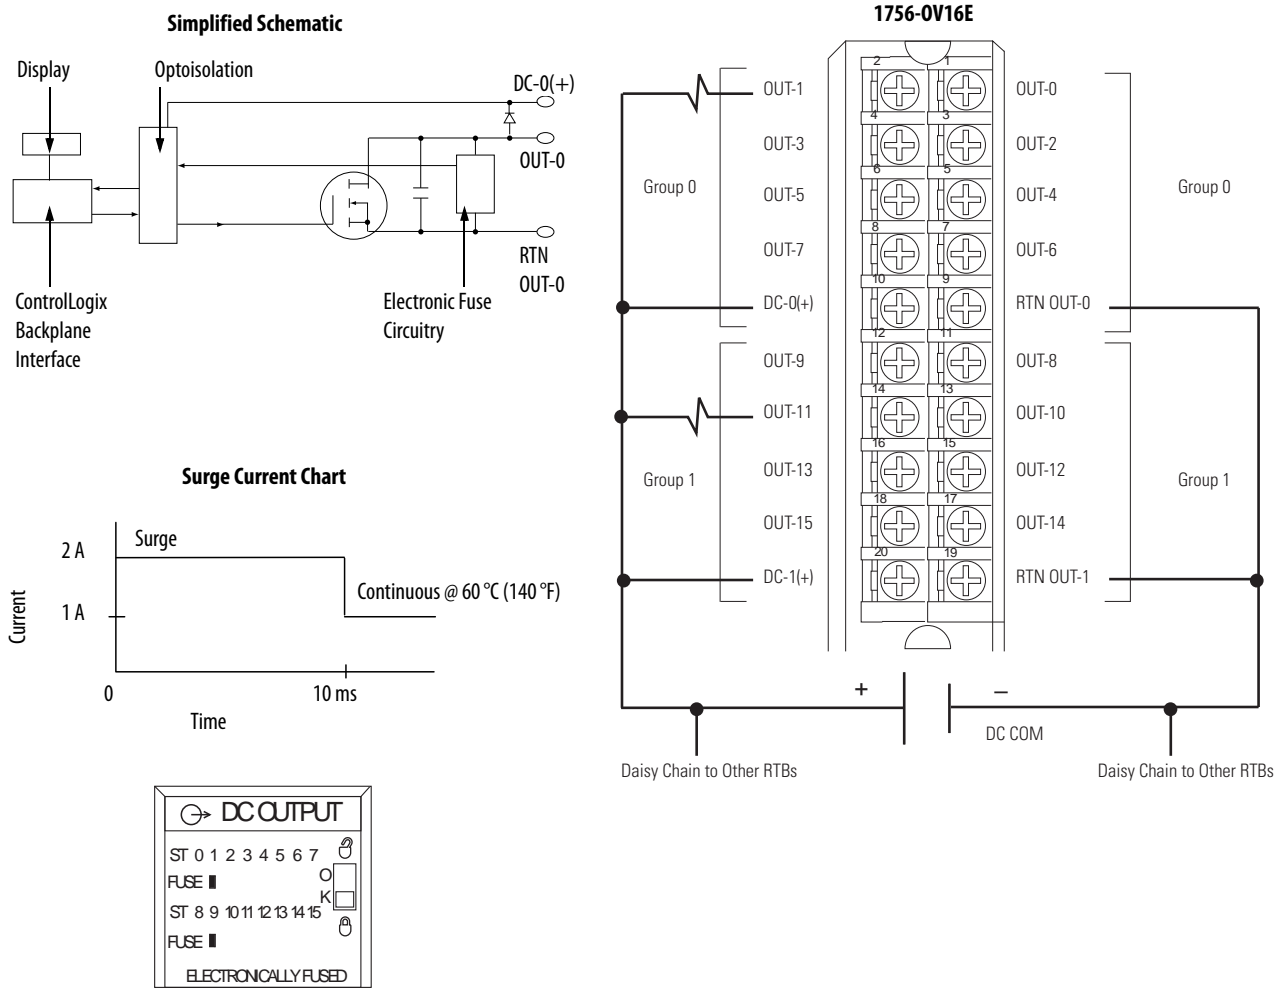 Simplified Schematic
Display
Optoisolation
DC-0(+)
OUT-0
RTN
OUT-0
ControlLogix
Backplane
Interface
Electronic Fuse
Circuitry
Surge Current Chart
Surge
2 A
1 A
Continuous @ 60 °C (140 °F)
Current
0
10 ms
Time
DC OUTPUT
ST 0 1 2 3 4 5 6 7
FUSE
O
K
ST 8 9 10 11 12 13 14 15
FUSE
ELECTRONICALLY FUSED
1756-OV16E
OUT-1 2 1 OUT-0
OUT-3 4 3 OUT-2
OUT-5 6 5 OUT-4
Group 0
Group 0
OUT-7 8 7 OUT-6
DC-0(+) 10 9 RTN OUT-0
OUT-9 12 11 OUT-8
OUT-11 14 13 OUT-10
OUT-13 16 15 OUT-12
Group 1
Group 1
OUT-15 18 17 OUT-14
DC-1(+) 20 19 RTN OUT-1
+
–
DC COM
Daisy Chain to Other RTBs
Daisy Chain to Other RTBs